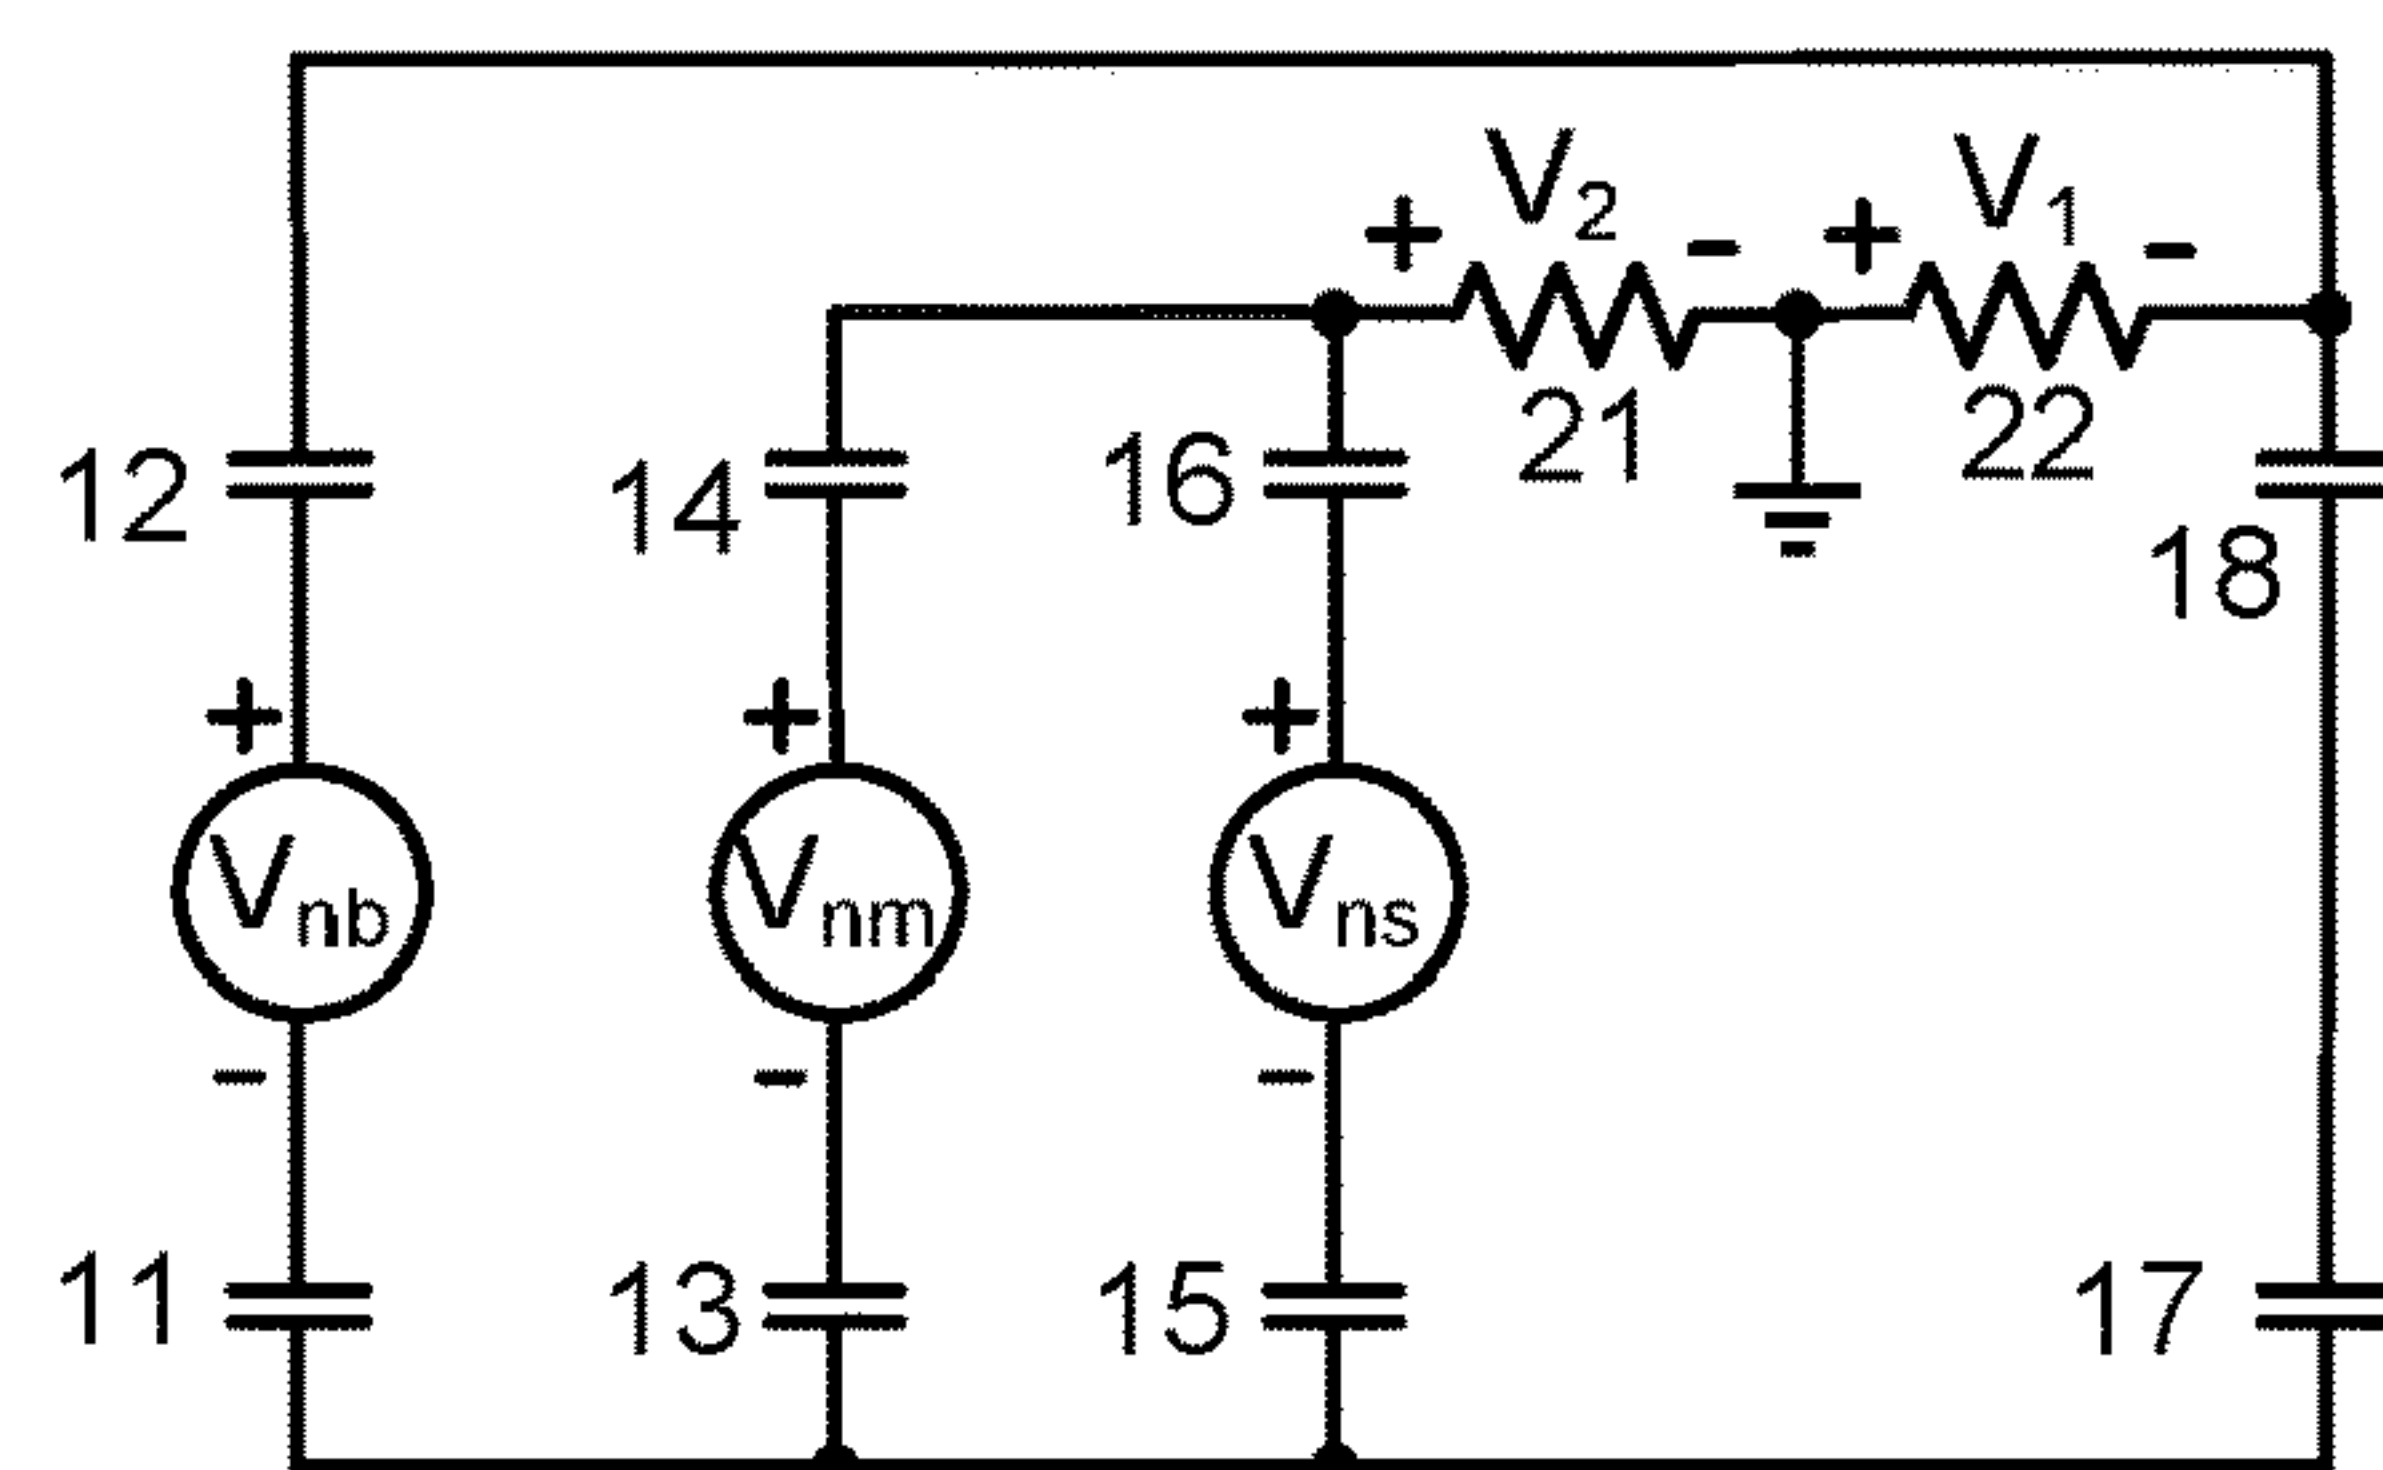 + V2 - + V1 -
21 22
12 14 16 18
+ + +
Vnb Vnm Vns
- - -
11 13 15 17